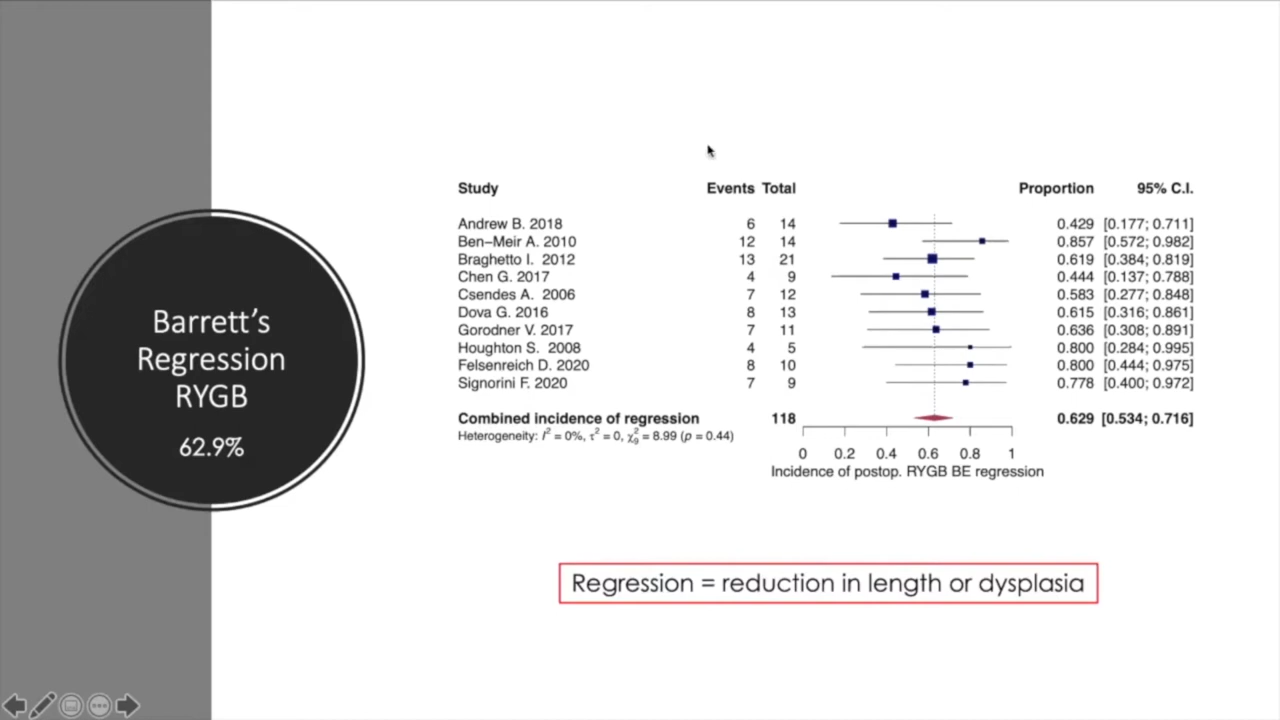 Barrett’s
Regression
RYGB
62.9%
Study Events Total Proportion 95% C.I.
Andrew B. 2018 6 14 0.429 [0.177; 0.711]
Ben−Meir A. 2010 12 14 0.857 [0.572; 0.982]
Braghetto I. 2012 13 21 0.619 [0.384; 0.819]
Chen G. 2017 4 9 0.444 [0.137; 0.788]
Csendes A. 2006 7 12 0.583 [0.277; 0.848]
Dova G. 2016 8 13 0.615 [0.316; 0.861]
Gorodner V. 2017 7 11 0.636 [0.308; 0.891]
Houghton S. 2008 4 5 0.800 [0.284; 0.995]
Felsenreich D. 2020 8 10 0.800 [0.444; 0.975]
Signorini F. 2020 7 9 0.778 [0.400; 0.972]
Combined incidence of regression 118 0.629 [0.534; 0.716]
Heterogeneity: I² = 0%, τ² = 0, χ²₉ = 8.99 (p = 0.44)
0 0.2 0.4 0.6 0.8 1
Incidence of postop. RYGB BE regression
Regression = reduction in length or dysplasia